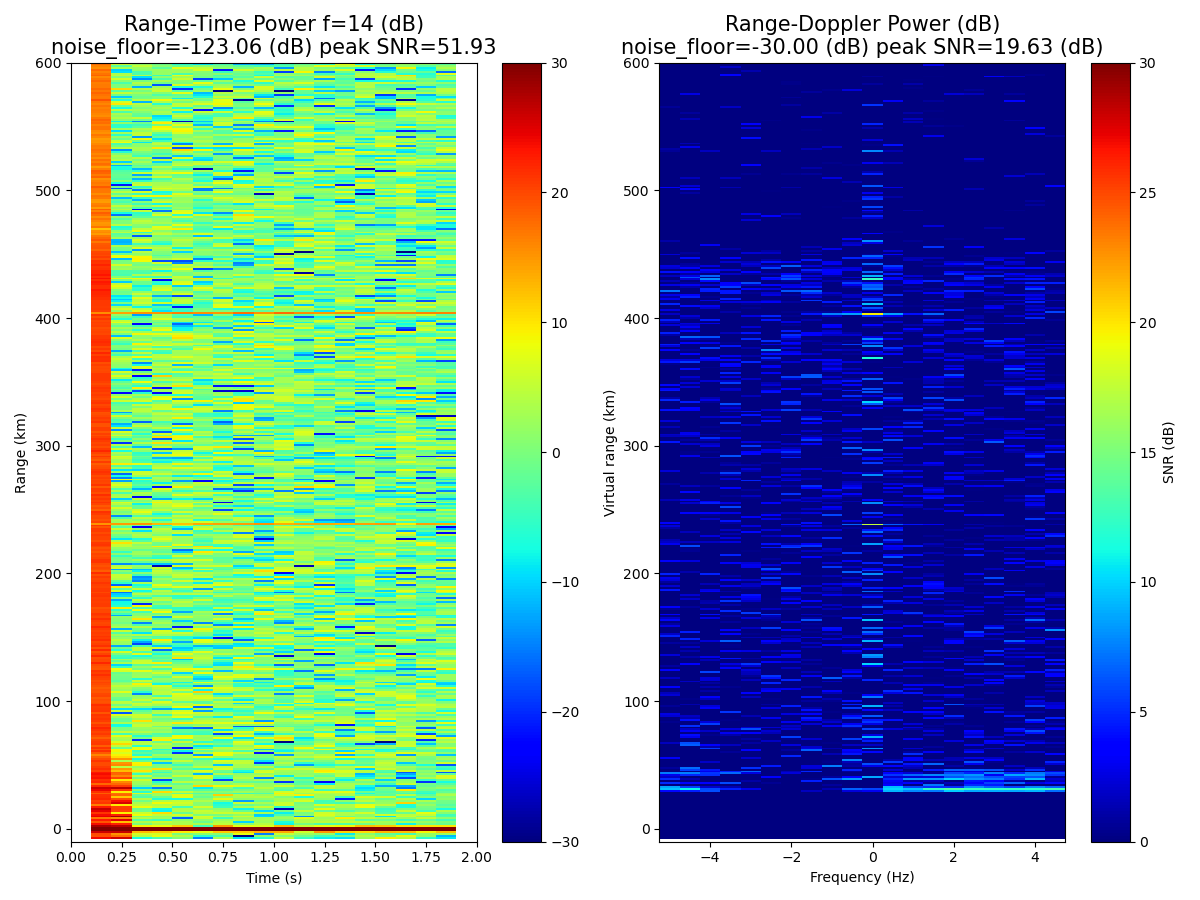 Range-Time Power f=14 (dB)
noise_floor=-123.06 (dB) peak SNR=51.93
Range (km)
600
500
400
300
200
100
0
0.00 0.25 0.50 0.75 1.00 1.25 1.50 1.75 2.00
Time (s)
30
20
10
0
−10
−20
−30
Range-Doppler Power (dB)
noise_floor=-30.00 (dB) peak SNR=19.63 (dB)
Virtual range (km)
600
500
400
300
200
100
0
−4 −2 0 2 4
Frequency (Hz)
30
25
20
15
10
5
0
SNR (dB)